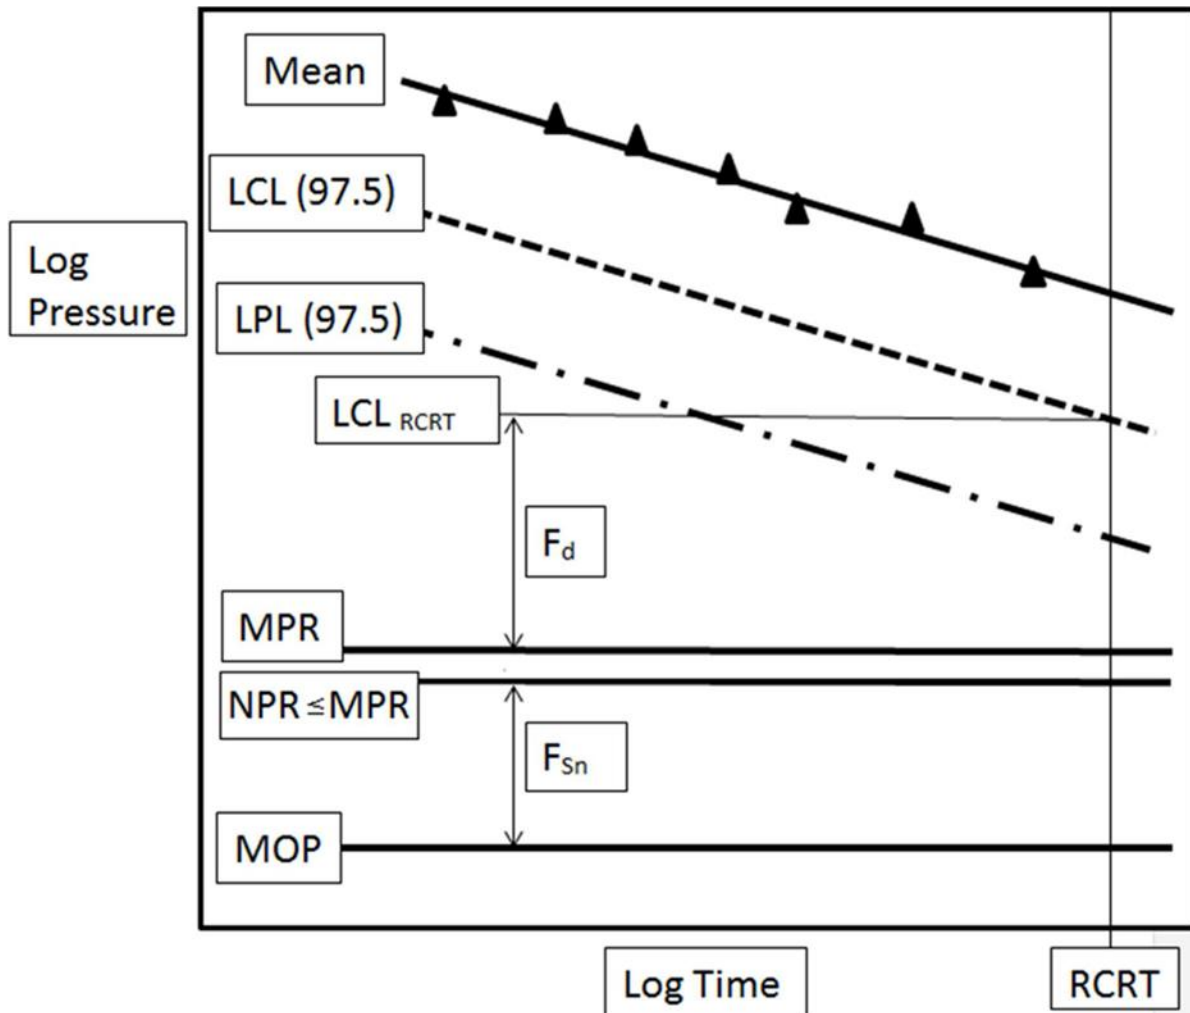 Mean
LCL (97.5)
Log
Pressure
LPL (97.5)
LCL RCRT
Fd
MPR
NPR ≤ MPR
FSn
MOP
Log Time
RCRT